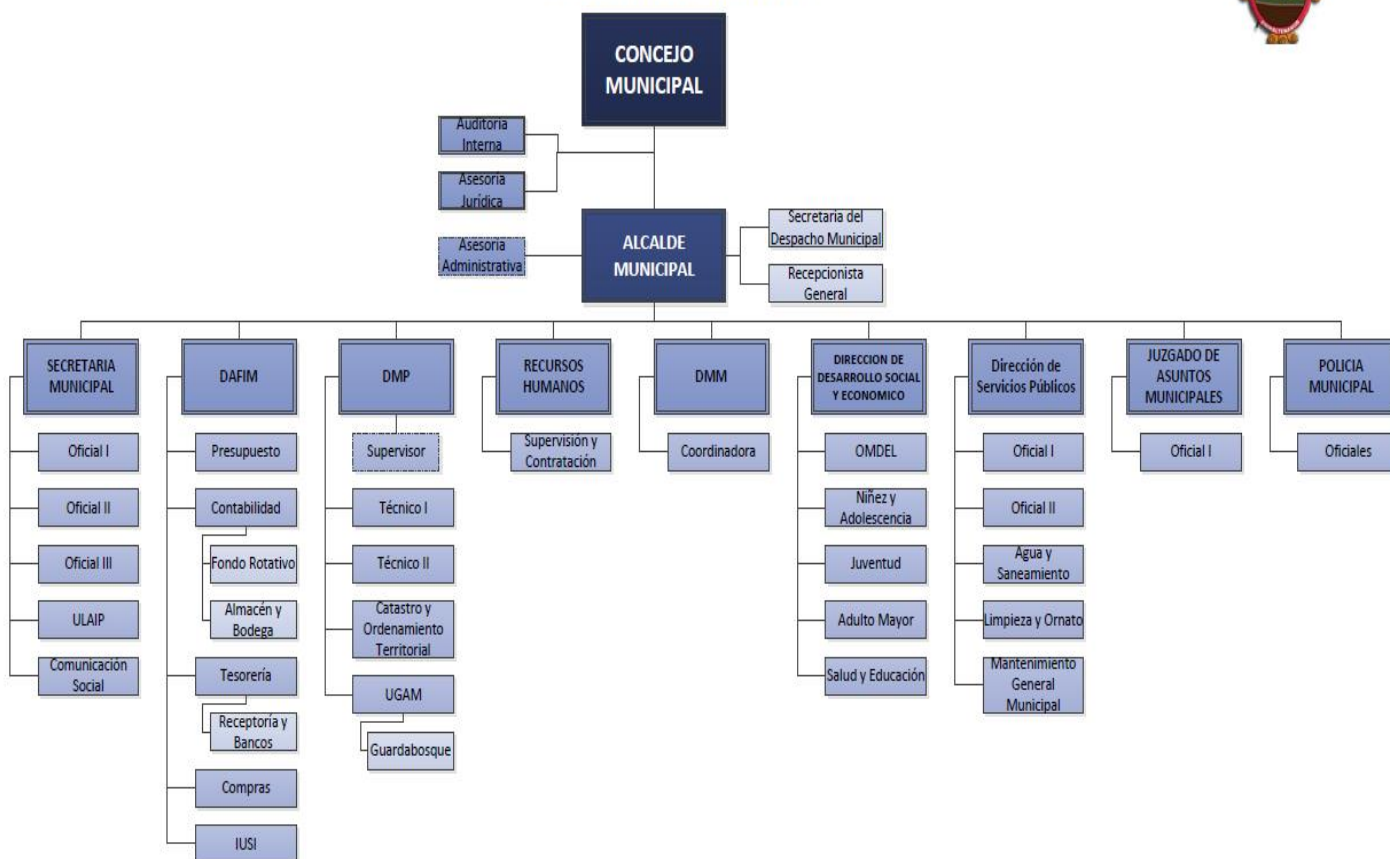 CONCEJO
MUNICIPAL
Auditoria
Interna
Asesoría
Jurídica
Asesoría
Administrativa
ALCALDE
MUNICIPAL
Secretaria del
Despacho Municipal
Recepcionista
General
SECRETARIA
MUNICIPAL
Oficial I
Oficial II
Oficial III
ULAIP
Comunicación
Social
DAFIM
Presupuesto
Contabilidad
Fondo Rotativo
Almacén y
Bodega
Tesorería
Receptoría y
Bancos
Compras
IUSI
DMP
Supervisor
Técnico I
Técnico II
Catastro y
Ordenamiento
Territorial
UGAM
Guardabosque
RECURSOS
HUMANOS
Supervisión y
Contratación
DMM
Coordinadora
DIRECCION DE
DESARROLLO SOCIAL
Y ECONOMICO
OMDEL
Niñez y
Adolescencia
Juventud
Adulto Mayor
Salud y Educación
Dirección de
Servicios Públicos
Oficial I
Oficial II
Agua y
Saneamiento
Limpieza y Ornato
Mantenimiento
General
Municipal
JUZGADO DE
ASUNTOS
MUNICIPALES
Oficial I
POLICIA
MUNICIPAL
Oficiales